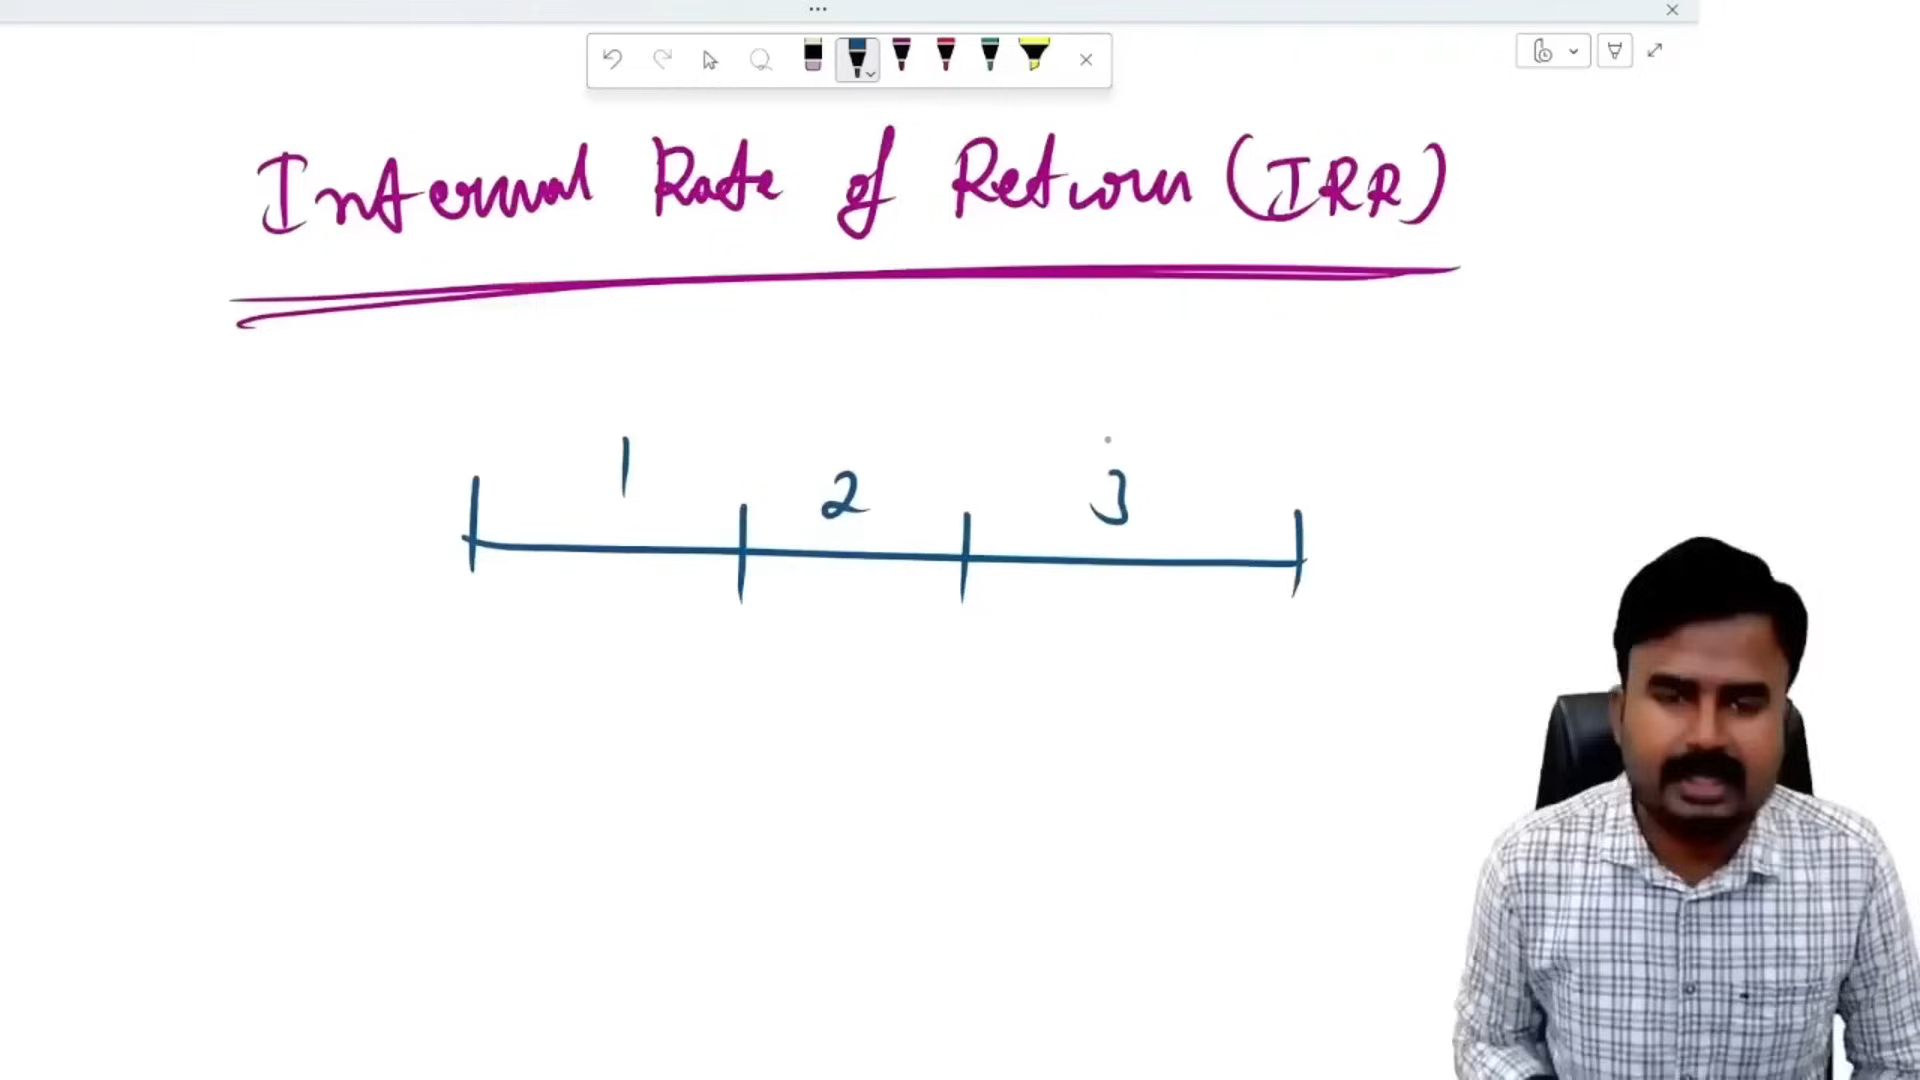 Internal Rate of Return (IRR)
1 2 3